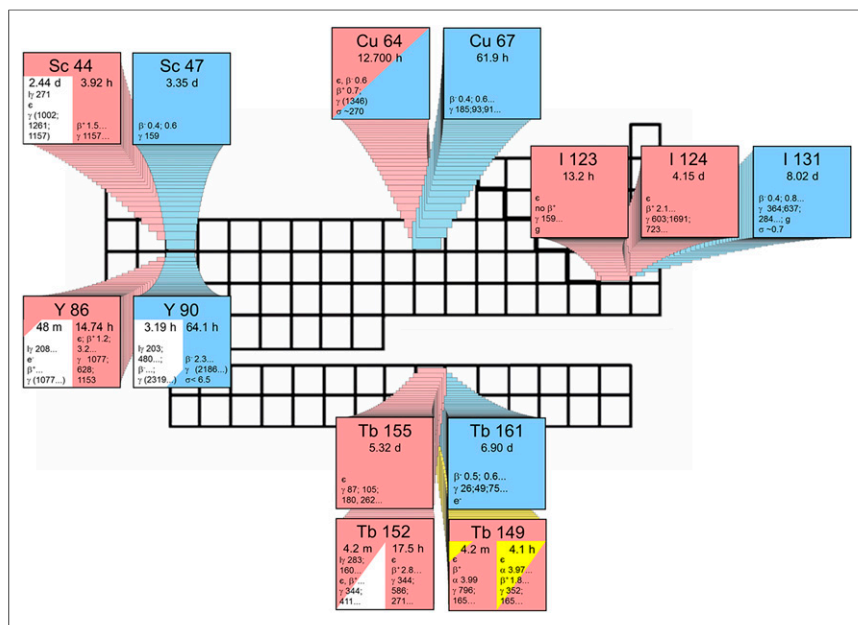 Sc 44
2.44 d 3.92 h
Iγ 271
ϵ
γ (1002;
1261;
1157)
β⁺ 1.5...
γ 1157...
Sc 47
3.35 d
β⁻ 0.4; 0.6
γ 159
Cu 64
12.700 h
ϵ, β⁻ 0.6
β⁺ 0.7;
γ (1346)
σ ~270
Cu 67
61.9 h
β⁻ 0.4; 0.6...
γ 185;93;91...
I 123
13.2 h
ϵ
no β⁺
γ 159...
g
I 124
4.15 d
ϵ
β⁺ 2.1...
γ 603;1691;
723...
I 131
8.02 d
β⁻ 0.4; 0.8...
γ 364;637;
284...; g
σ ~0.7
Y 86
48 m 14.74 h
Iγ 208...
e⁻
β⁺...
γ (1077...)
ϵ; β⁺ 1.2;
3.2...
γ 1077;
628;
1153
Y 90
3.19 h 64.1 h
Iγ 203;
480...;
β⁻...;
γ (2319...)
β⁻ 2.3...
γ (2186...)
σ< 6.5
Tb 155
5.32 d
ϵ
γ 87; 105;
180, 262...
Tb 161
6.90 d
β⁻ 0.5; 0.6...
γ 26;49;75...
e⁻
Tb 152
4.2 m 17.5 h
Iγ 283;
160...
ϵ, β⁺...
γ 344;
411...
ϵ
β⁺ 2.8...
γ 344;
586;
271...
Tb 149
4.2 m 4.1 h
ϵ
β⁺
α 3.99
γ 796;
165...
ϵ
α 3.97...
β⁺ 1.8...
γ 352;
165...